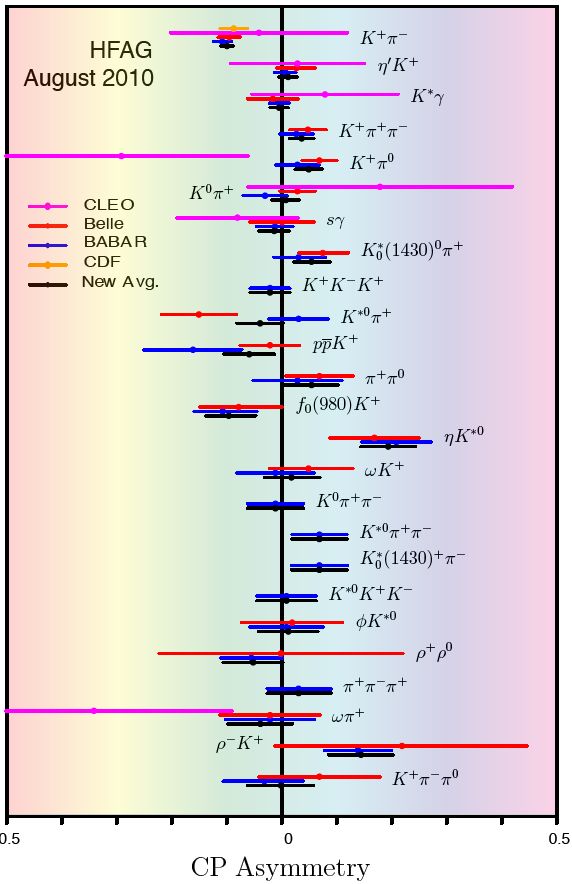 HFAG
August 2010
K⁺π⁻
η′K⁺
K*γ
K⁺π⁺π⁻
K⁺π⁰
K⁰π⁺
CLEO
Belle
BABAR
CDF
New Avg.
sγ
K₀*(1430)⁰π⁺
K⁺K⁻K⁺
K*⁰π⁺
pp̅K⁺
π⁺π⁰
f₀(980)K⁺
ηK*⁰
ωK⁺
K⁰π⁺π⁻
K*⁰π⁺π⁻
K₀*(1430)⁺π⁻
K*⁰K⁺K⁻
ϕK*⁰
ρ⁺ρ⁰
π⁺π⁻π⁺
ωπ⁺
ρ⁻K⁺
K⁺π⁻π⁰
0.5 0 0.5
CP Asymmetry